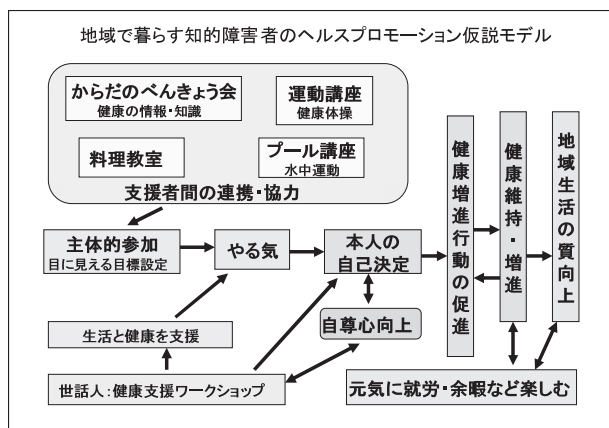 地域で暮らす知的障害者のヘルスプロモーション仮説モデル
からだのべんきょう会
健康の情報・知識
運動講座
健康体操
料理教室
プール講座
水中運動
支援者間の連携・協力
主体的参加
目に見える目標設定
やる気
本人の
自己決定
健康増進行動の促進
健康維持・増進
地域生活の質向上
自尊心向上
生活と健康を支援
世話人：健康支援ワークショップ
元気に就労・余暇など楽しむ